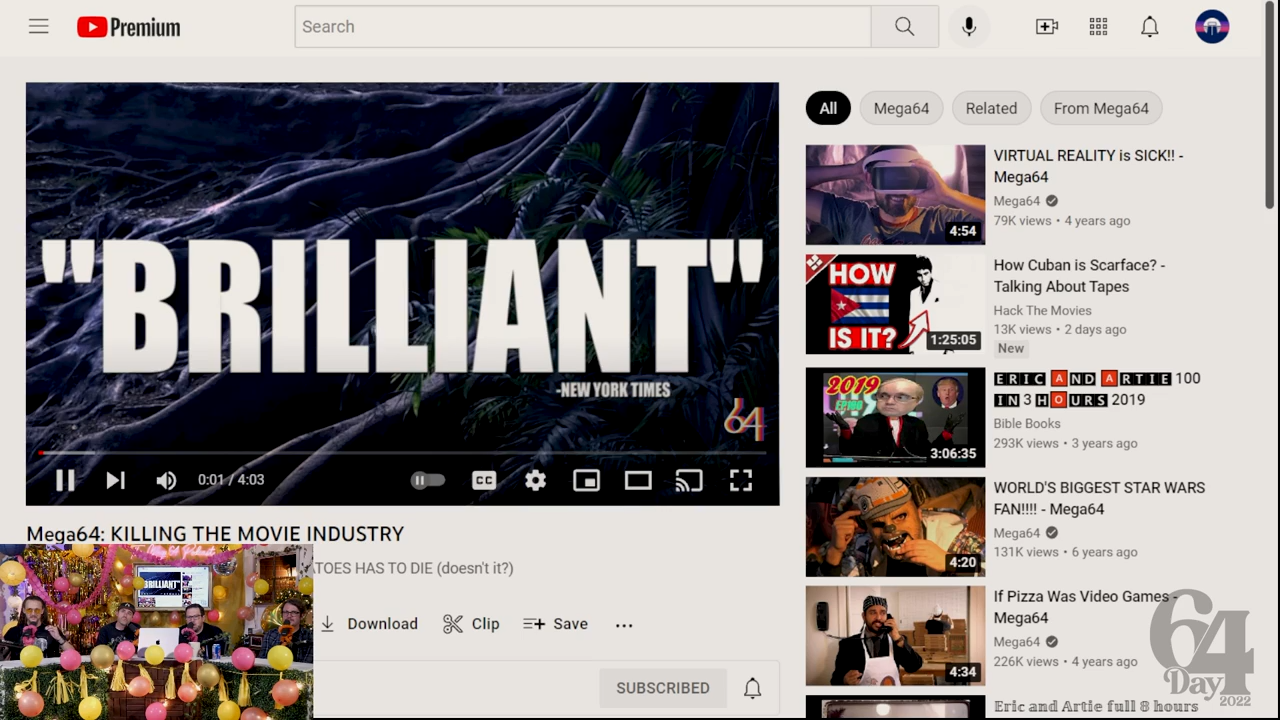 Premium
Search
"BRILLIANT"
-NEW YORK TIMES
64
0:01 / 4:03
CC
Mega64: KILLING THE MOVIE INDUSTRY
ATOES HAS TO DIE (doesn't it?)
Download
Clip
Save
SUBSCRIBED
BRILLIANT"
All
Mega64
Related
From Mega64
4:54
VIRTUAL REALITY is SICK!! -
Mega64
Mega64
79K views • 4 years ago
HOW
IS IT?
1:25:05
How Cuban is Scarface? -
Talking About Tapes
Hack The Movies
13K views • 2 days ago
New
2019
3:06:35
ERIC AND ARTIE 100
IN 3 HOURS 2019
Bible Books
293K views • 3 years ago
4:20
WORLD'S BIGGEST STAR WARS
FAN!!!! - Mega64
Mega64
131K views • 6 years ago
4:34
If Pizza Was Video Games -
Mega64
Mega64
226K views • 4 years ago
Eric and Artie full 8 hours
64
Day
2022